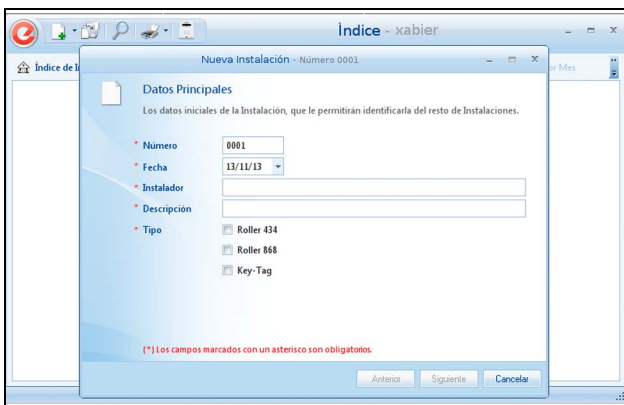 Índice - xabier
Índice de I
or Mes
Nueva Instalación - Número 0001
Datos Principales
Los datos iniciales de la Instalación, que le permitirán identificarla del resto de Instalaciones.
* Número 0001
* Fecha 13/11/13
* Instalador
* Descripción
* Tipo Roller 434
Roller 868
Key-Tag
(*) Los campos marcados con un asterisco son obligatorios.
Anterior Siguiente Cancelar